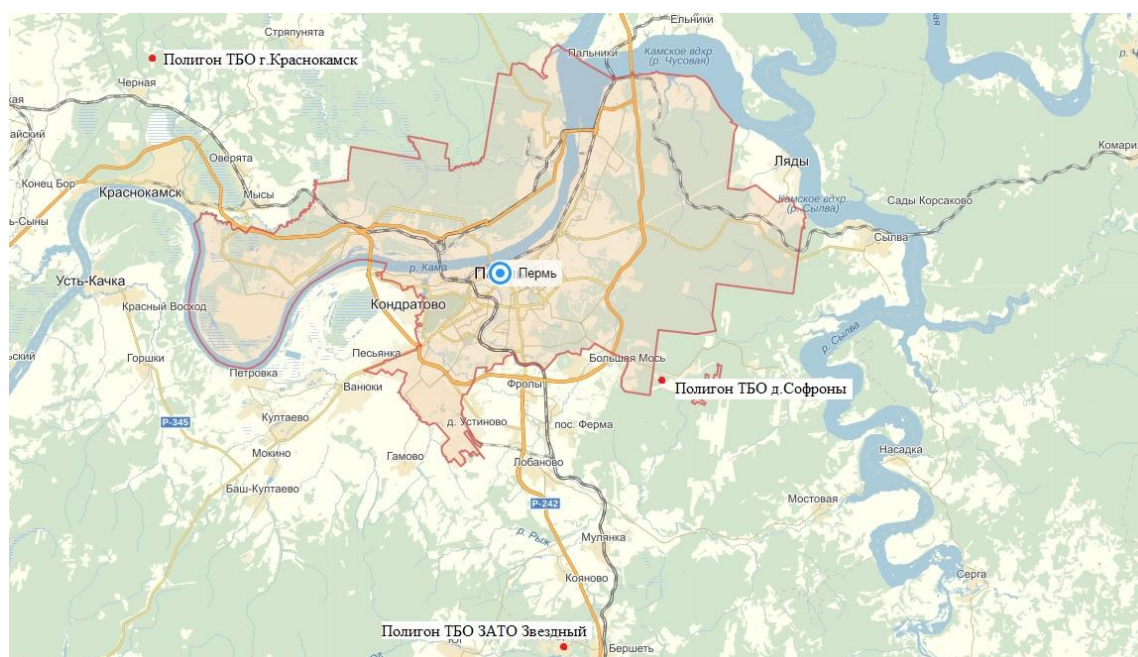 Ельники
Стряпунята
Пальники
Камское вдхр.
(р. Чусовая)
Полигон ТБО г.Краснокамск
Черная
Комари
Оверята
Ляды
Конец Бор
Краснокамск
Мысы
Камское вдхр.
(р. Сылва)
Сады Корсаково
Сылва
р. Кама
Пермь
Усть-Качка
Красный Восход
Кондратово
р. Сылва
Горшки
Песьянка
Большая Мось
Петровка
Ванюки
Фролы
Полигон ТБО д.Софроны
Култаево
Р-345
д. Устиново
пос. Ферма
Мокино
Гамово
Лобаново
Насадка
Баш-Култаево
Р-242
Мостовая
р. Рыж
Мулянка
Кояново
Серга
Полигон ТБО ЗАТО Звездный
Бершеть